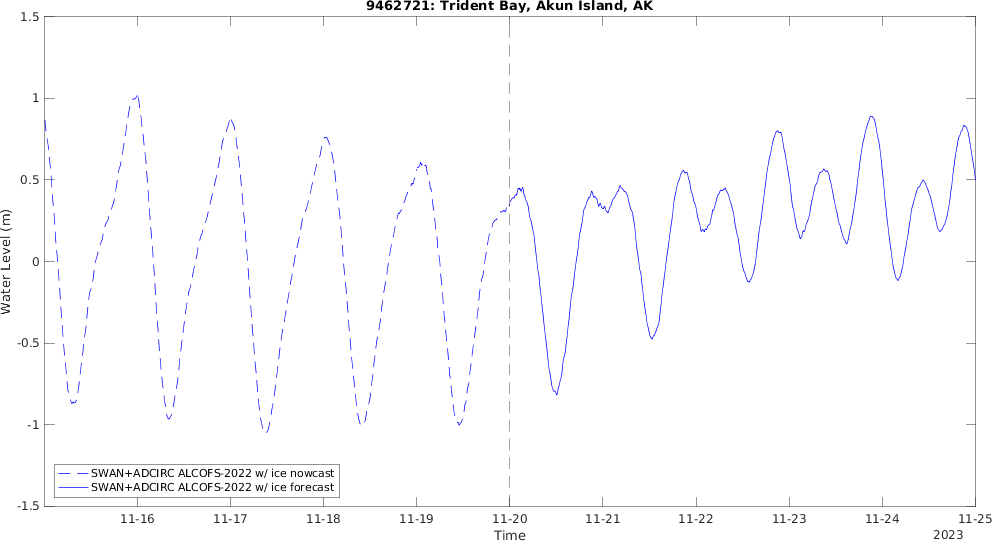 9462721: Trident Bay, Akun Island, AK
1.5
1
0.5
0
-0.5
-1
-1.5
Water Level (m)
SWAN+ADCIRC ALCOFS-2022 w/ ice nowcast
SWAN+ADCIRC ALCOFS-2022 w/ ice forecast
11-16 11-17 11-18 11-19 11-20 11-21 11-22 11-23 11-24 11-25
Time
2023